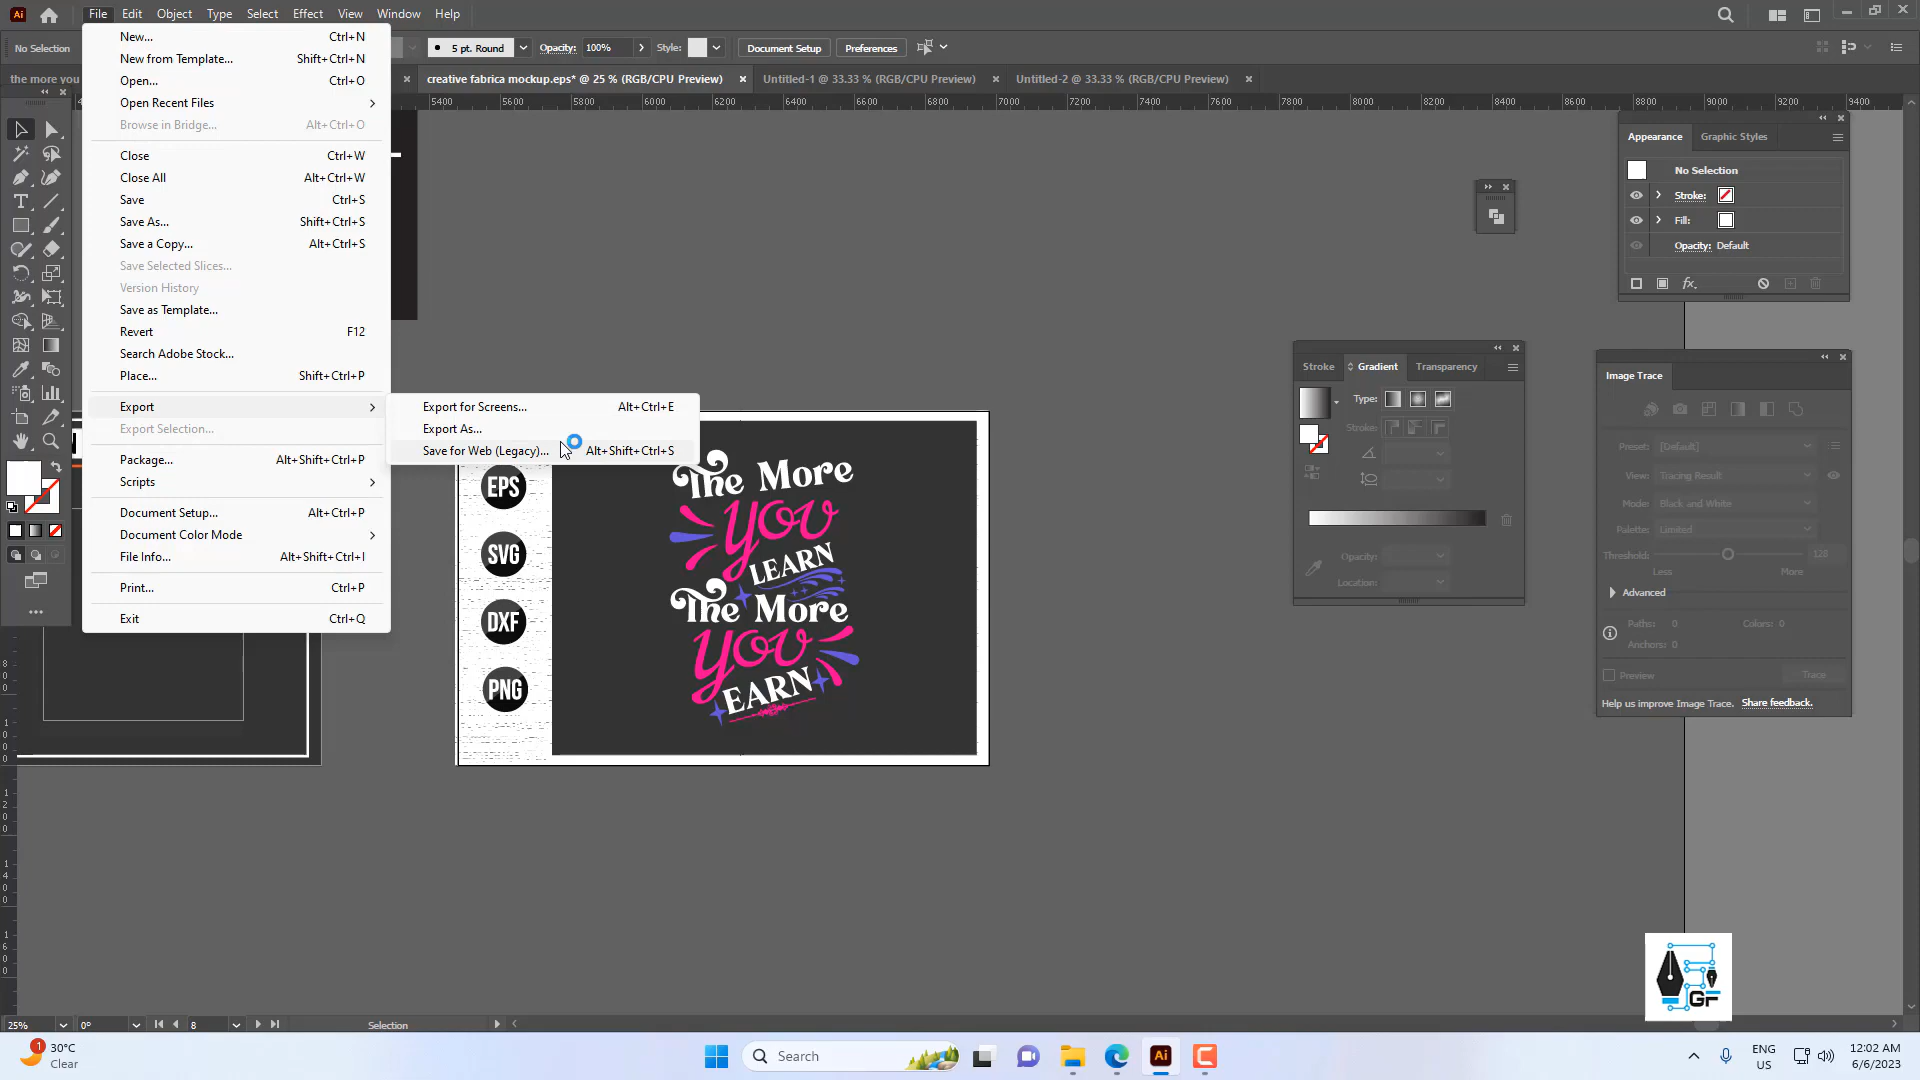 Ai File Edit Object Type Select Effect View Window Help
No Selection 5 pt. Round Opacity: 100% Style: Document Setup Preferences
the more you creative fabrica mockup.eps* @ 25 % (RGB/CPU Preview) Untitled-1 @ 33.33 % (RGB/CPU Preview) Untitled-2 @ 33.33 % (RGB/CPU Preview)
5400 5600 5800 6000 6200 6400 6600 6800 7000 7200 7400 7600 7800 8000 8200 8400 8600 8800 9000 9200 9400
New... Ctrl+N
New from Template... Shift+Ctrl+N
Open... Ctrl+O
Open Recent Files
Browse in Bridge... Alt+Ctrl+O
Close Ctrl+W
Close All Alt+Ctrl+W
Save Ctrl+S
Save As... Shift+Ctrl+S
Save a Copy... Alt+Ctrl+S
Save Selected Slices...
Version History
Save as Template...
Revert F12
Search Adobe Stock...
Place... Shift+Ctrl+P
Export
Export Selection...
Package... Alt+Shift+Ctrl+P
Scripts
Document Setup... Alt+Ctrl+P
Document Color Mode
File Info... Alt+Shift+Ctrl+I
Print... Ctrl+P
Exit Ctrl+Q
Export for Screens... Alt+Ctrl+E
Export As...
Save for Web (Legacy)... Alt+Shift+Ctrl+S
EPS
SVG
DXF
PNG
The More
you
LEARN
The More
you
EARN
Appearance Graphic Styles
No Selection
Stroke:
Fill:
Opacity: Default
fx
Stroke Gradient Transparency
Type:
Stroke:
Opacity:
Location:
Image Trace
Preset: [Default]
View: Tracing Result
Mode: Black and White
Palette: Limited
Threshold: 128
Less More
Advanced
Paths: 0 Colors: 0
Anchors: 0
Preview Trace
Help us improve Image Trace. Share feedback.
GF
25% 0° 8 Selection
1 30°C
Clear
Search
Ai
ENG
US
12:02 AM
6/6/2023